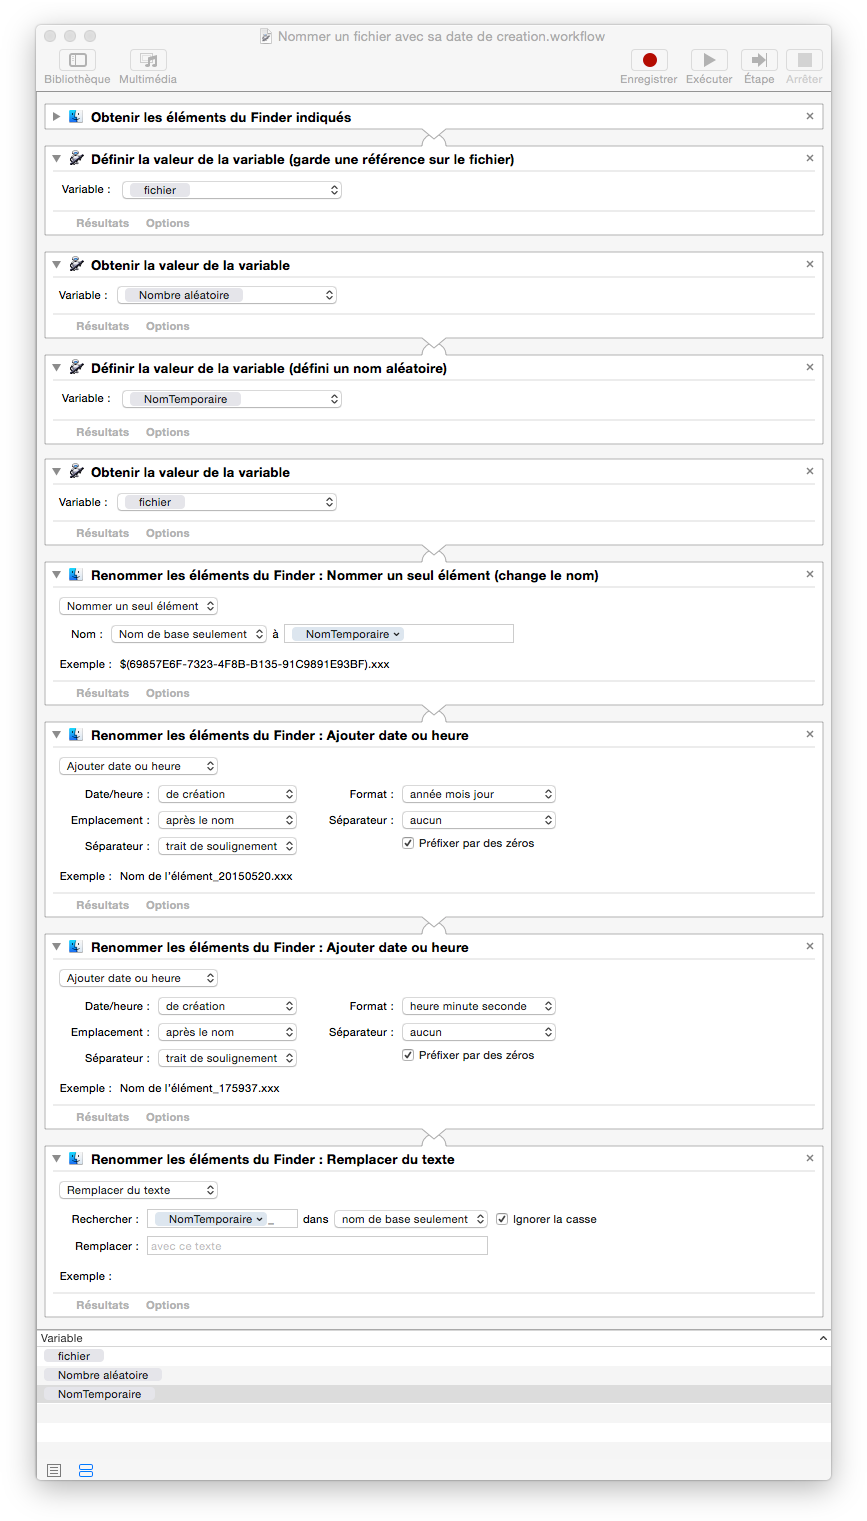 Nommer un fichier avec sa date de creation.workflow
Bibliothèque Multimédia Enregistrer Exécuter Étape Arrêter
Obtenir les éléments du Finder indiqués
Définir la valeur de la variable (garde une référence sur le fichier)
Variable : fichier
Résultats Options
Obtenir la valeur de la variable
Variable : Nombre aléatoire
Résultats Options
Définir la valeur de la variable (défini un nom aléatoire)
Variable : NomTemporaire
Résultats Options
Obtenir la valeur de la variable
Variable : fichier
Résultats Options
Renommer les éléments du Finder : Nommer un seul élément (change le nom)
Nommer un seul élément
Nom : Nom de base seulement à NomTemporaire
Exemple : $(69857E6F-7323-4F8B-B135-91C9891E93BF).xxx
Résultats Options
Renommer les éléments du Finder : Ajouter date ou heure
Ajouter date ou heure
Date/heure : de création Format : année mois jour
Emplacement : après le nom Séparateur : aucun
Séparateur : trait de soulignement Préfixer par des zéros
Exemple : Nom de l'élément_20150520.xxx
Résultats Options
Renommer les éléments du Finder : Ajouter date ou heure
Ajouter date ou heure
Date/heure : de création Format : heure minute seconde
Emplacement : après le nom Séparateur : aucun
Séparateur : trait de soulignement Préfixer par des zéros
Exemple : Nom de l'élément_175937.xxx
Résultats Options
Renommer les éléments du Finder : Remplacer du texte
Remplacer du texte
Rechercher : NomTemporaire _ dans nom de base seulement Ignorer la casse
Remplacer : avec ce texte
Exemple :
Résultats Options
Variable
fichier
Nombre aléatoire
NomTemporaire